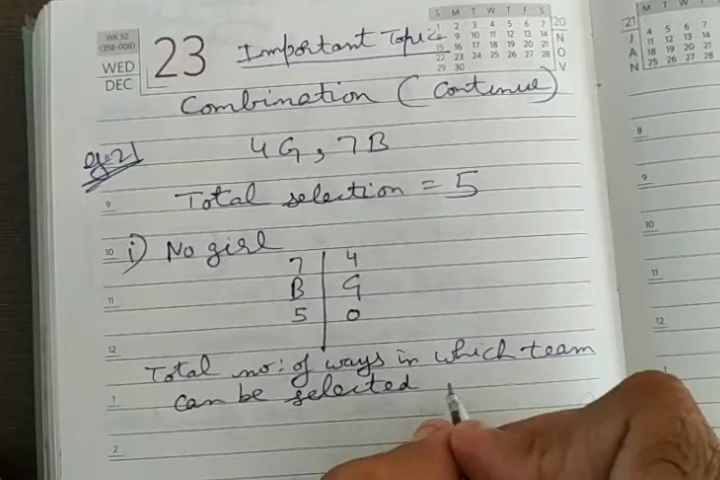 WK 52
(358-008)
WED
DEC
23
Important Topics
S M T W T F S
1 2 3 4 5 6 7
8 9 10 11 12 13 14
15 16 17 18 19 20 21
22 23 24 25 26 27 28
29 30
20
NOV
Combination (Continue)
eg.21
4G, 7B
Total selection = 5
i) No girl
7 4
B G
5 0
Total no: of ways in which team
can be selected
9
10
11
12
1
2
'21
JAN
M T W
4 5 6 7
11 12 13 14
18 19 20 21
25 26 27 28
8
9
10
11
12